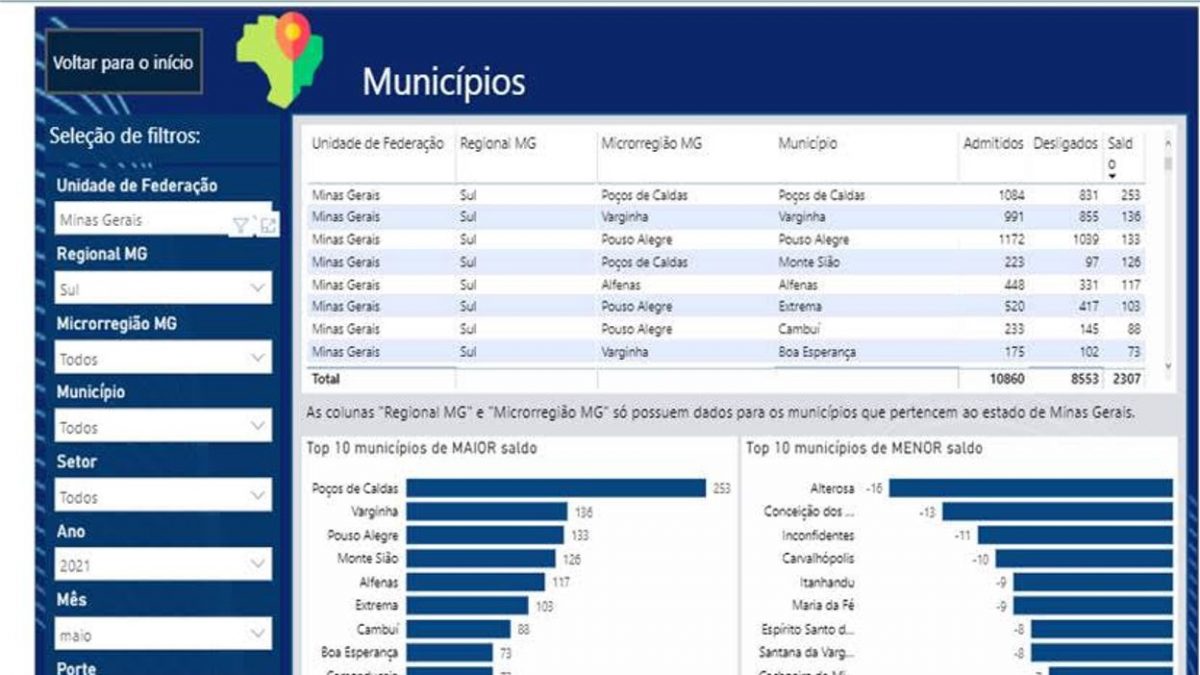 Voltar para o início
Municípios
Seleção de filtros:
Unidade de Federação
Minas Gerais
Regional MG
Sul
Microrregião MG
Todos
Município
Todos
Setor
Todos
Ano
2021
Mês
maio
Porte
Unidade de Federação Regional MG Microrregião MG Município Admitidos Desligados Sald
o
Minas Gerais Sul Poços de Caldas Poços de Caldas 1084 831 253
Minas Gerais Sul Varginha Varginha 991 855 136
Minas Gerais Sul Pouso Alegre Pouso Alegre 1172 1039 133
Minas Gerais Sul Poços de Caldas Monte Sião 223 97 126
Minas Gerais Sul Alfenas Alfenas 448 331 117
Minas Gerais Sul Pouso Alegre Extrema 520 417 103
Minas Gerais Sul Pouso Alegre Cambuí 233 145 88
Minas Gerais Sul Varginha Boa Esperança 175 102 73
Total 10860 8553 2307
As colunas "Regional MG" e "Microrregião MG" só possuem dados para os municípios que pertencem ao estado de Minas Gerais.
Top 10 municípios de MAIOR saldo
Poços de Caldas 253
Varginha 136
Pouso Alegre 133
Monte Sião 126
Alfenas 117
Extrema 103
Cambuí 88
Boa Esperança 73
Top 10 municípios de MENOR saldo
Alterosa -16
Conceição dos ... -13
Inconfidentes -11
Carvalhópolis -10
Itanhandu -9
Maria da Fé -9
Espírito Santo d... -8
Santana da Varg... -8